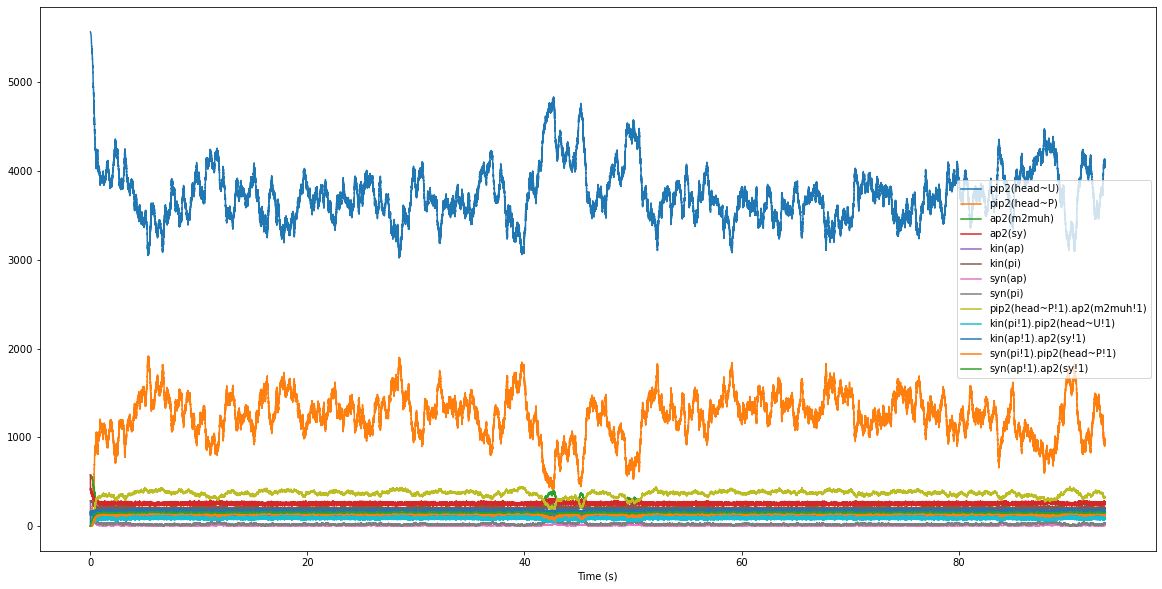 5000
4000
3000
2000
1000
0
pip2(head~U)
pip2(head~P)
ap2(m2muh)
ap2(sy)
kin(ap)
kin(pi)
syn(ap)
syn(pi)
pip2(head~P!1).ap2(m2muh!1)
kin(pi!1).pip2(head~U!1)
kin(ap!1).ap2(sy!1)
syn(pi!1).pip2(head~P!1)
syn(ap!1).ap2(sy!1)
0 20 40 60 80
Time (s)